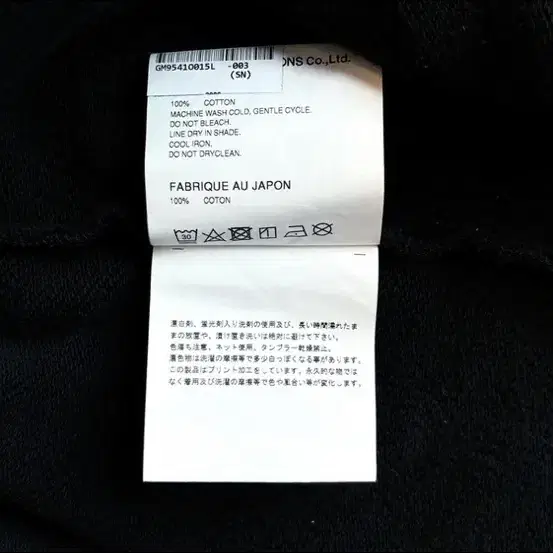 ONS Co.,Ltd.
GM9541O015L -003
(SN)
100% COTTON
MACHINE WASH COLD, GENTLE CYCLE.
DO NOT BLEACH.
LINE DRY IN SHADE.
COOL IRON.
DO NOT DRYCLEAN.
FABRIQUE AU JAPON
100% COTON
30
漂白剤、蛍光剤入り洗剤の使用及び、長い時間濡れたま
まの放置や、漬け置き洗いは絶対に避けて下さい。
色落ち注意。ネット使用。タンブラー乾燥禁止。
濃色物は洗濯の摩擦等で多少白っぽくなる事があります。
この製品はプリント加工をしています。永久的な物では
なく着用及び洗濯の摩擦等で色や風合い等が変化します。